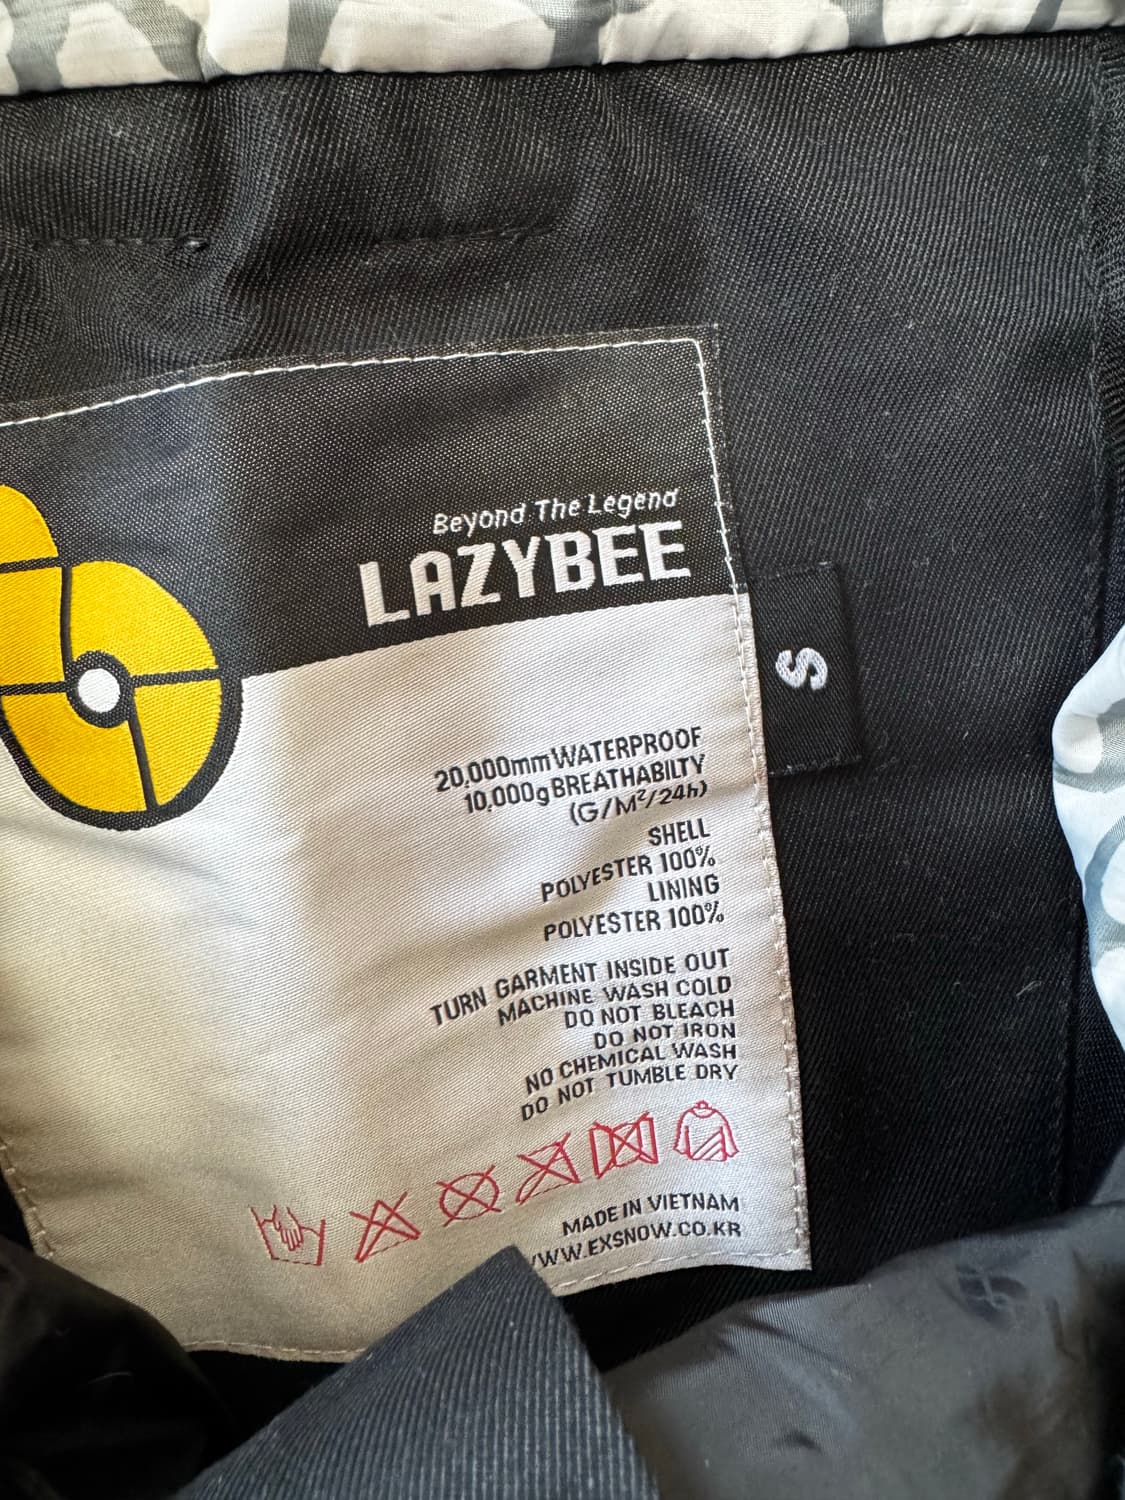 Beyond The Legend
LAZYBEE
S
20,000mm WATERPROOF
10,000g BREATHABILTY
(G/M²/24h)
SHELL
POLYESTER 100%
LINING
POLYESTER 100%
TURN GARMENT INSIDE OUT
MACHINE WASH COLD
DO NOT BLEACH
DO NOT IRON
NO CHEMICAL WASH
DO NOT TUMBLE DRY
MADE IN VIETNAM
WWW.EXSNOW.CO.KR